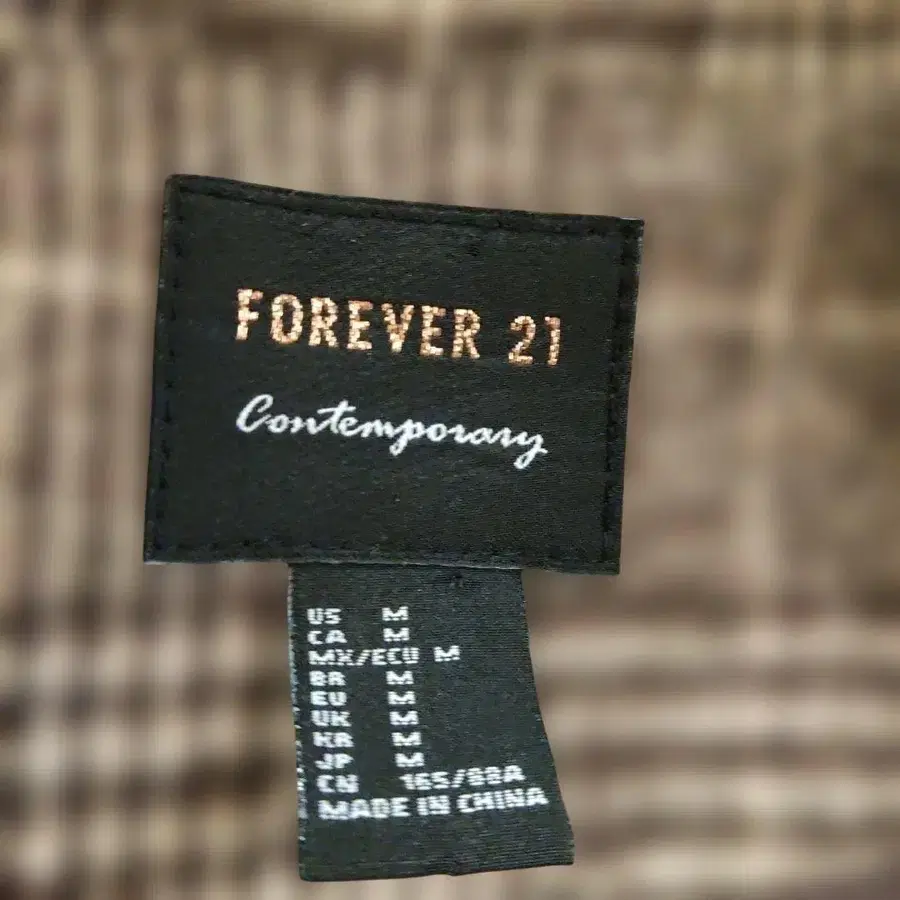 FOREVER 21
Contemporary
US M
CA M
MX/ECU M
BR M
EU M
UK M
KR M
JP M
CN 165/88A
MADE IN CHINA